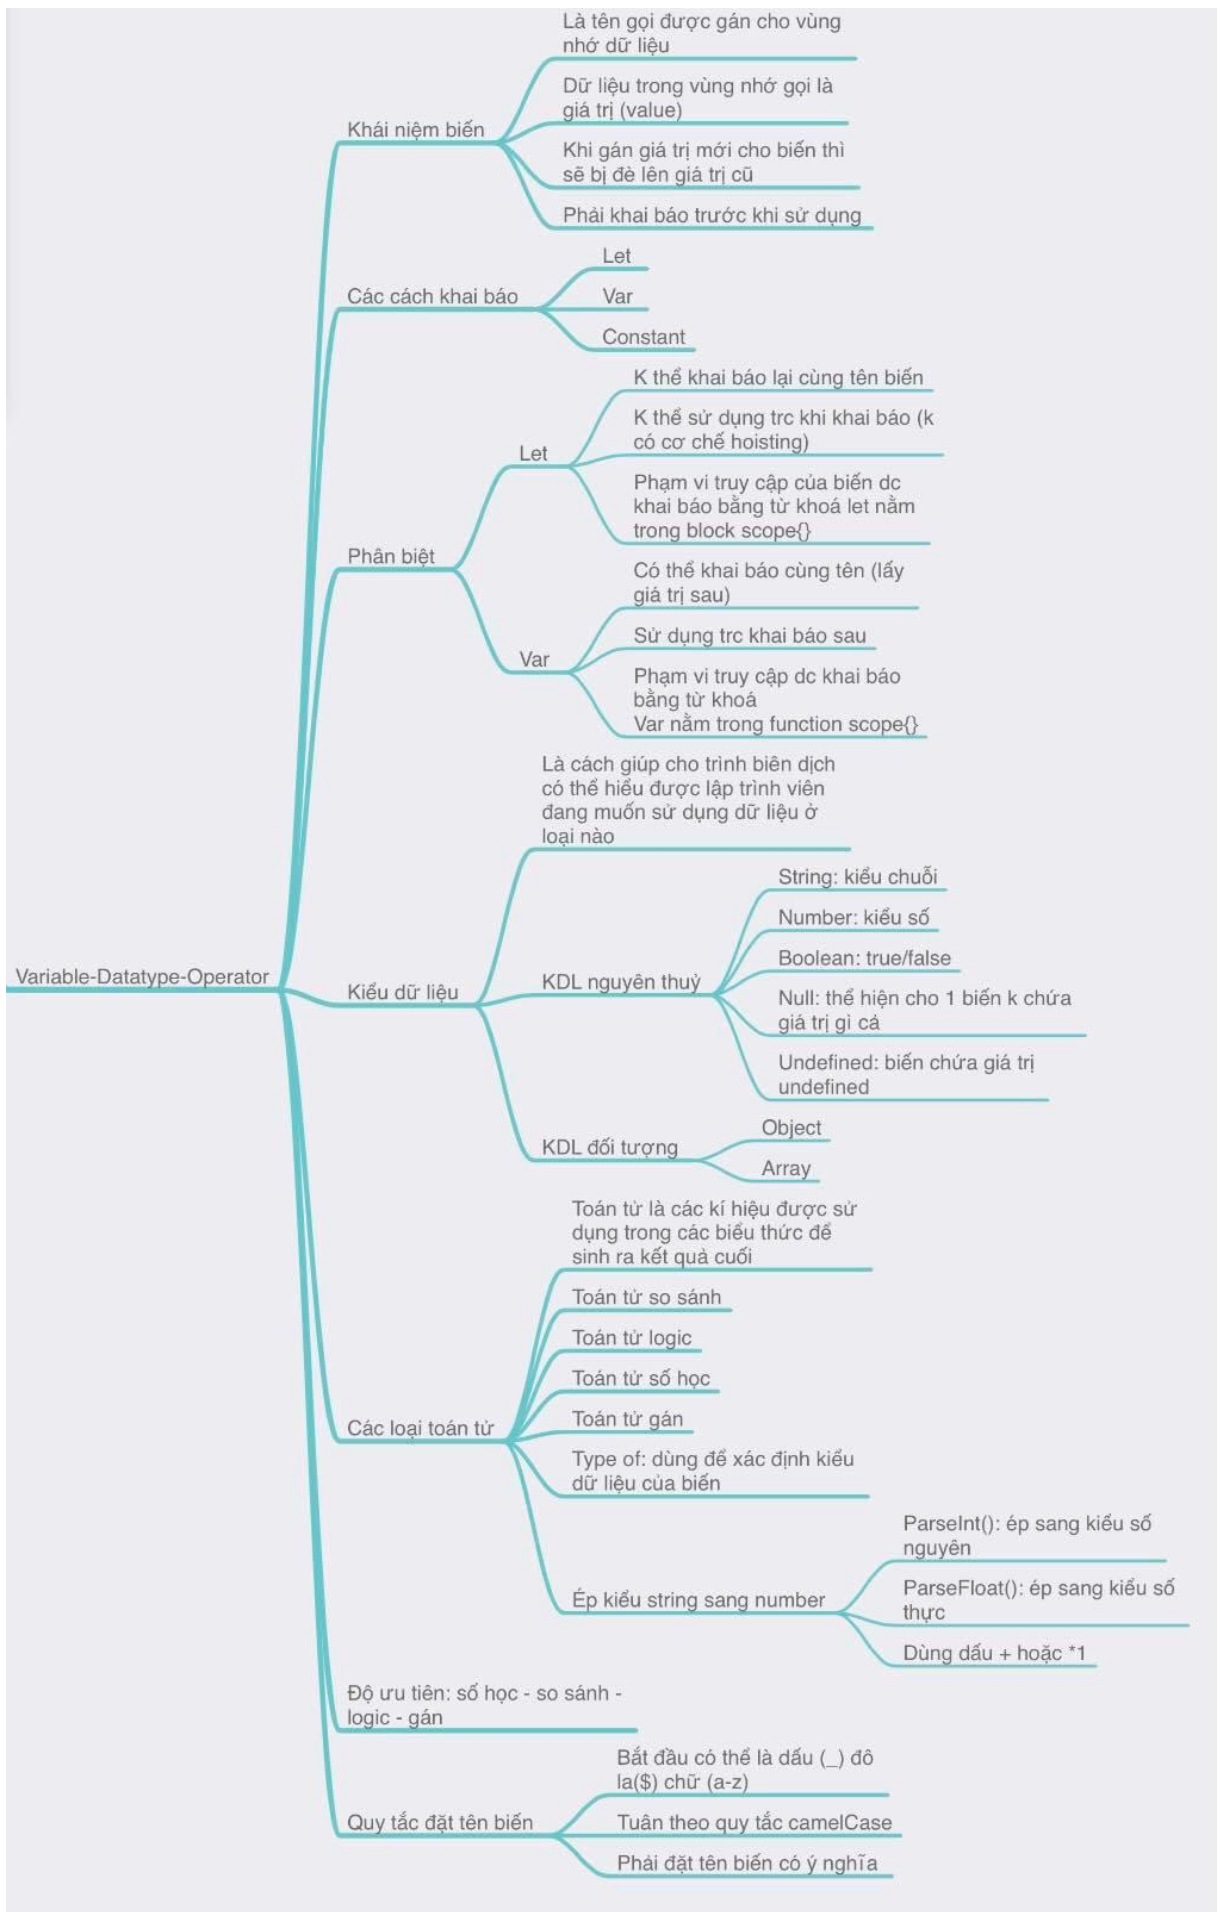 Variable-Datatype-Operator
Khái niệm biến
Là tên gọi được gán cho vùng
nhớ dữ liệu
Dữ liệu trong vùng nhớ gọi là
giá trị (value)
Khi gán giá trị mới cho biến thì
sẽ bị đè lên giá trị cũ
Phải khai báo trước khi sử dụng
Các cách khai báo
Let
Var
Constant
Phân biệt
Let
K thể khai báo lại cùng tên biến
K thể sử dụng trc khi khai báo (k
có cơ chế hoisting)
Phạm vi truy cập của biến dc
khai báo bằng từ khoá let nằm
trong block scope{}
Var
Có thể khai báo cùng tên (lấy
giá trị sau)
Sử dụng trc khai báo sau
Phạm vi truy cập dc khai báo
bằng từ khoá
Var nằm trong function scope{}
Kiểu dữ liệu
Là cách giúp cho trình biên dịch
có thể hiểu được lập trình viên
đang muốn sử dụng dữ liệu ở
loại nào
KDL nguyên thuỷ
String: kiểu chuỗi
Number: kiểu số
Boolean: true/false
Null: thể hiện cho 1 biến k chứa
giá trị gì cả
Undefined: biến chứa giá trị
undefined
KDL đối tượng
Object
Array
Các loại toán tử
Toán tử là các kí hiệu được sử
dụng trong các biểu thức để
sinh ra kết quả cuối
Toán tử so sánh
Toán tử logic
Toán tử số học
Toán tử gán
Type of: dùng để xác định kiểu
dữ liệu của biến
Ép kiểu string sang number
ParseInt(): ép sang kiểu số
nguyên
ParseFloat(): ép sang kiểu số
thực
Dùng dấu + hoặc *1
Độ ưu tiên: số học - so sánh -
logic - gán
Quy tắc đặt tên biến
Bắt đầu có thể là dấu (_) đô
la($) chữ (a-z)
Tuân theo quy tắc camelCase
Phải đặt tên biến có ý nghĩa